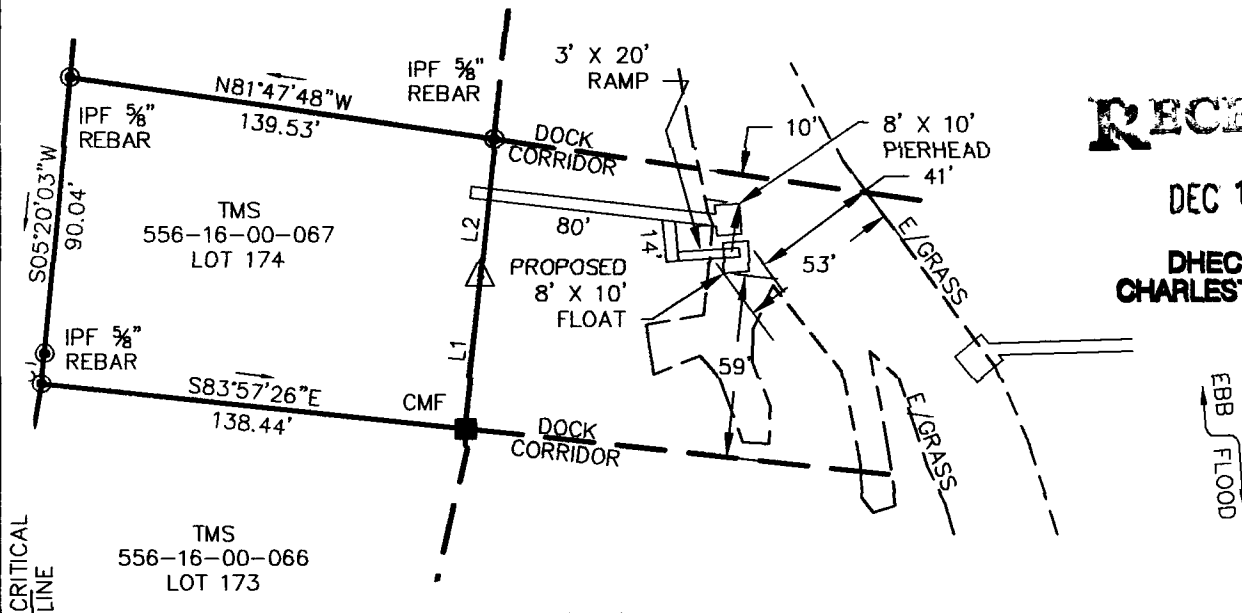 3' X 20'
RAMP
IPF 5/8"
REBAR
N81°47'48"W
139.53'
IPF 5/8"
REBAR
DOCK
CORRIDOR
10'
8' X 10'
PIERHEAD
41'
DEC
DHEC
S05°20'03"W
90.04'
TMS
556-16-00-067
LOT 174
L2
80'
14'
E/GRASS
53'
PROPOSED
8' X 10'
FLOAT
IPF 5/8"
REBAR
L1
59'
S83°57'26"E
138.44'
CMF
DOCK
CORRIDOR
E/GRASS
EBB
FLOOD
CRITICAL
LINE
TMS
556-16-00-066
LOT 173